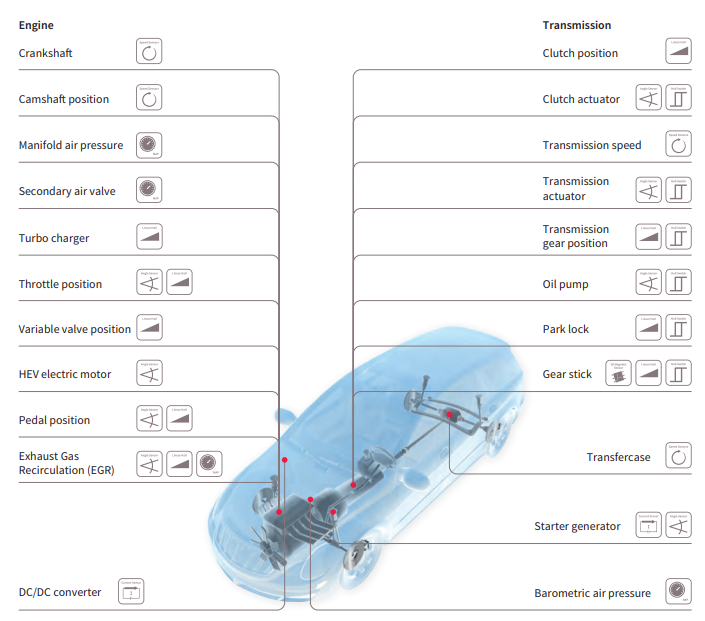 Engine
Crankshaft
Camshaft position
Manifold air pressure
Secondary air valve
Turbo charger
Throttle position
Variable valve position
HEV electric motor
Pedal position
Exhaust Gas
Recirculation (EGR)
DC/DC converter
Transmission
Clutch position
Clutch actuator
Transmission speed
Transmission
actuator
Transmission
gear position
Oil pump
Park lock
Gear stick
Transfercase
Starter generator
Barometric air pressure